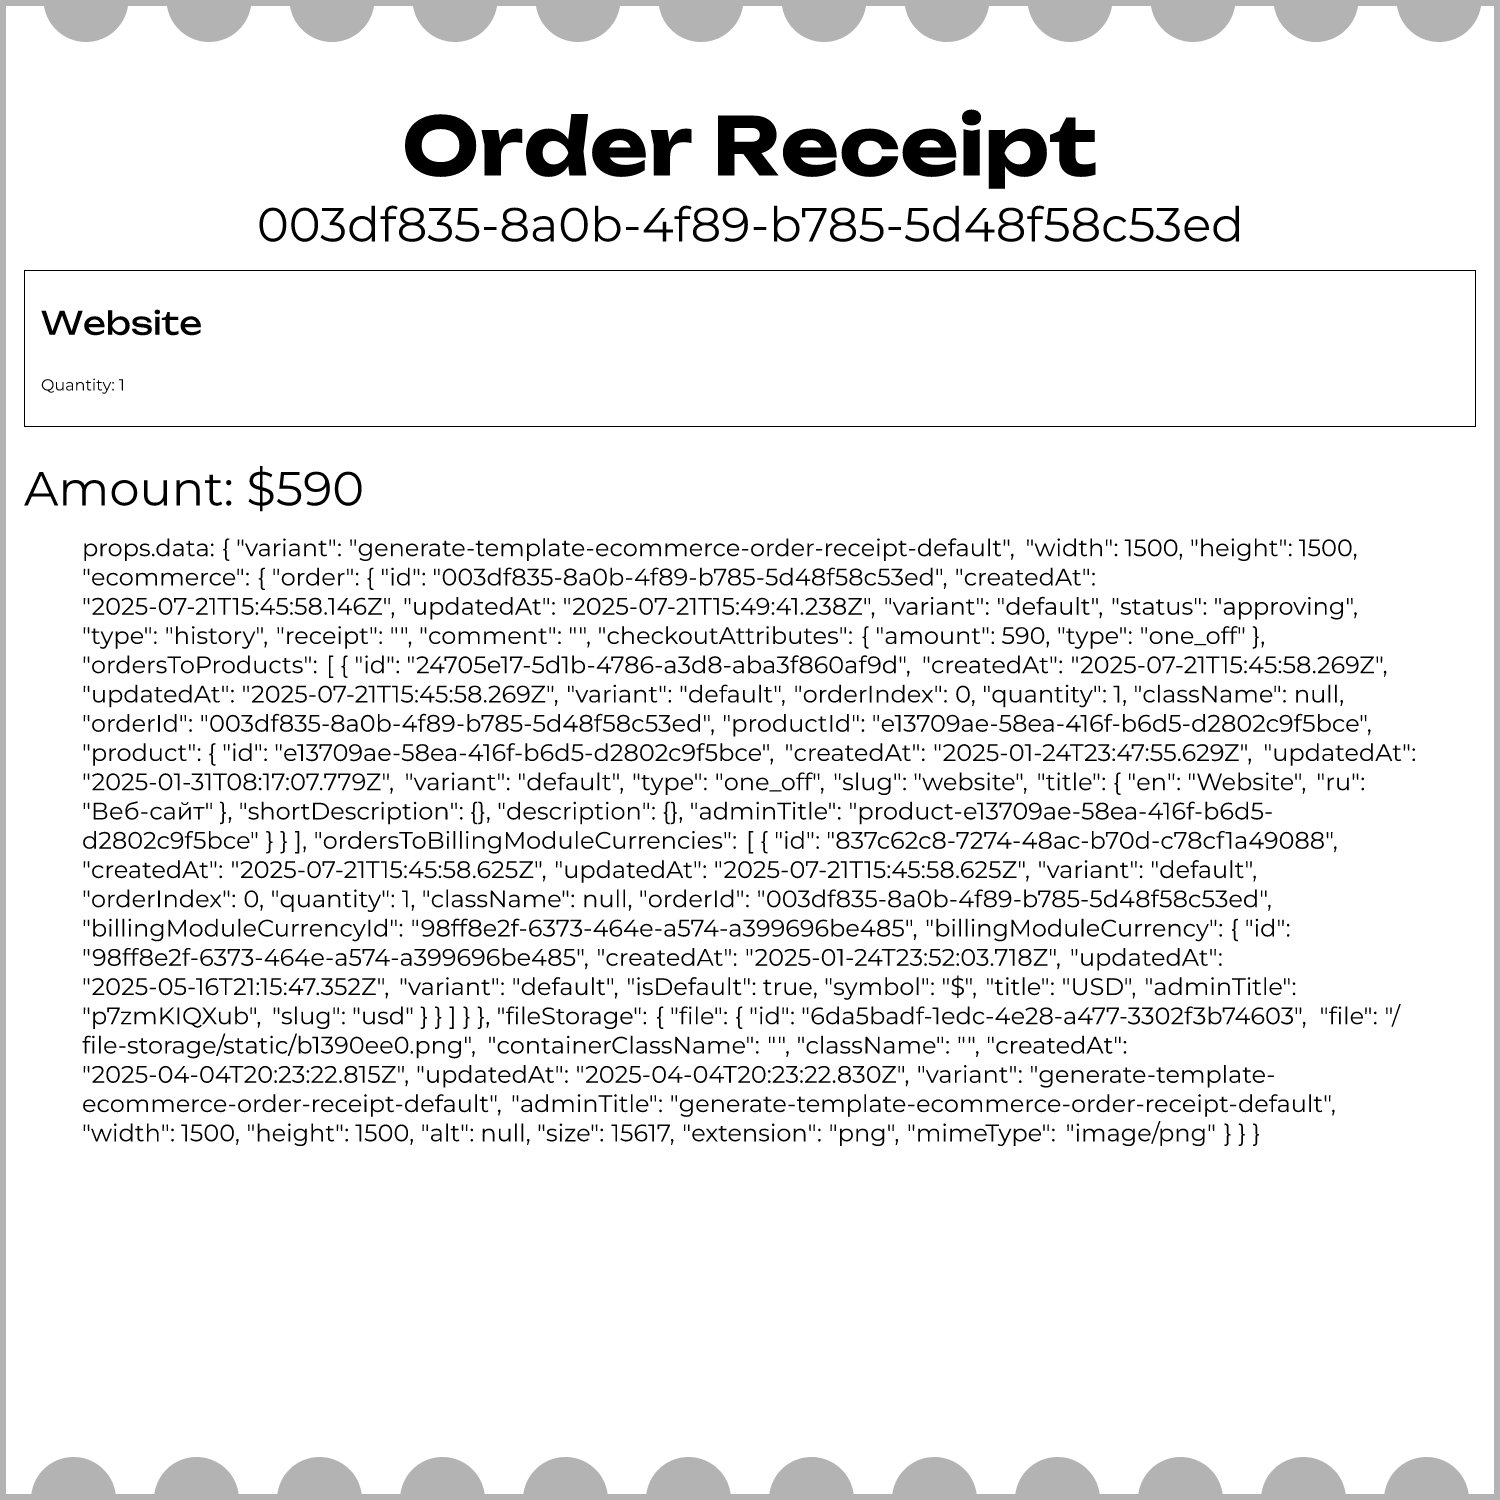 Order Receipt
003df835-8a0b-4f89-b785-5d48f58c53ed
Website
Quantity: 1
Amount: $590
props.data: { "variant": "generate-template-ecommerce-order-receipt-default", "width": 1500, "height": 1500,
"ecommerce": { "order": { "id": "003df835-8a0b-4f89-b785-5d48f58c53ed", "createdAt":
"2025-07-21T15:45:58.146Z", "updatedAt": "2025-07-21T15:49:41.238Z", "variant": "default", "status": "approving",
"type": "history", "receipt": "", "comment": "", "checkoutAttributes": { "amount": 590, "type": "one_off" },
"ordersToProducts": [ { "id": "24705e17-5d1b-4786-a3d8-aba3f860af9d", "createdAt": "2025-07-21T15:45:58.269Z",
"updatedAt": "2025-07-21T15:45:58.269Z", "variant": "default", "orderIndex": 0, "quantity": 1, "className": null,
"orderId": "003df835-8a0b-4f89-b785-5d48f58c53ed", "productId": "e13709ae-58ea-416f-b6d5-d2802c9f5bce",
"product": { "id": "e13709ae-58ea-416f-b6d5-d2802c9f5bce", "createdAt": "2025-01-24T23:47:55.629Z", "updatedAt":
"2025-01-31T08:17:07.779Z", "variant": "default", "type": "one_off", "slug": "website", "title": { "en": "Website", "ru":
"Веб-сайт" }, "shortDescription": {}, "description": {}, "adminTitle": "product-e13709ae-58ea-416f-b6d5-
d2802c9f5bce" } } ], "ordersToBillingModuleCurrencies": [ { "id": "837c62c8-7274-48ac-b70d-c78cf1a49088",
"createdAt": "2025-07-21T15:45:58.625Z", "updatedAt": "2025-07-21T15:45:58.625Z", "variant": "default",
"orderIndex": 0, "quantity": 1, "className": null, "orderId": "003df835-8a0b-4f89-b785-5d48f58c53ed",
"billingModuleCurrencyId": "98ff8e2f-6373-464e-a574-a399696be485", "billingModuleCurrency": { "id":
"98ff8e2f-6373-464e-a574-a399696be485", "createdAt": "2025-01-24T23:52:03.718Z", "updatedAt":
"2025-05-16T21:15:47.352Z", "variant": "default", "isDefault": true, "symbol": "$", "title": "USD", "adminTitle":
"p7zmKIQXub", "slug": "usd" } } ] } }, "fileStorage": { "file": { "id": "6da5badf-1edc-4e28-a477-3302f3b74603", "file": "/
file-storage/static/b1390ee0.png", "containerClassName": "", "className": "", "createdAt":
"2025-04-04T20:23:22.815Z", "updatedAt": "2025-04-04T20:23:22.830Z", "variant": "generate-template-
ecommerce-order-receipt-default", "adminTitle": "generate-template-ecommerce-order-receipt-default",
"width": 1500, "height": 1500, "alt": null, "size": 15617, "extension": "png", "mimeType": "image/png" } } }